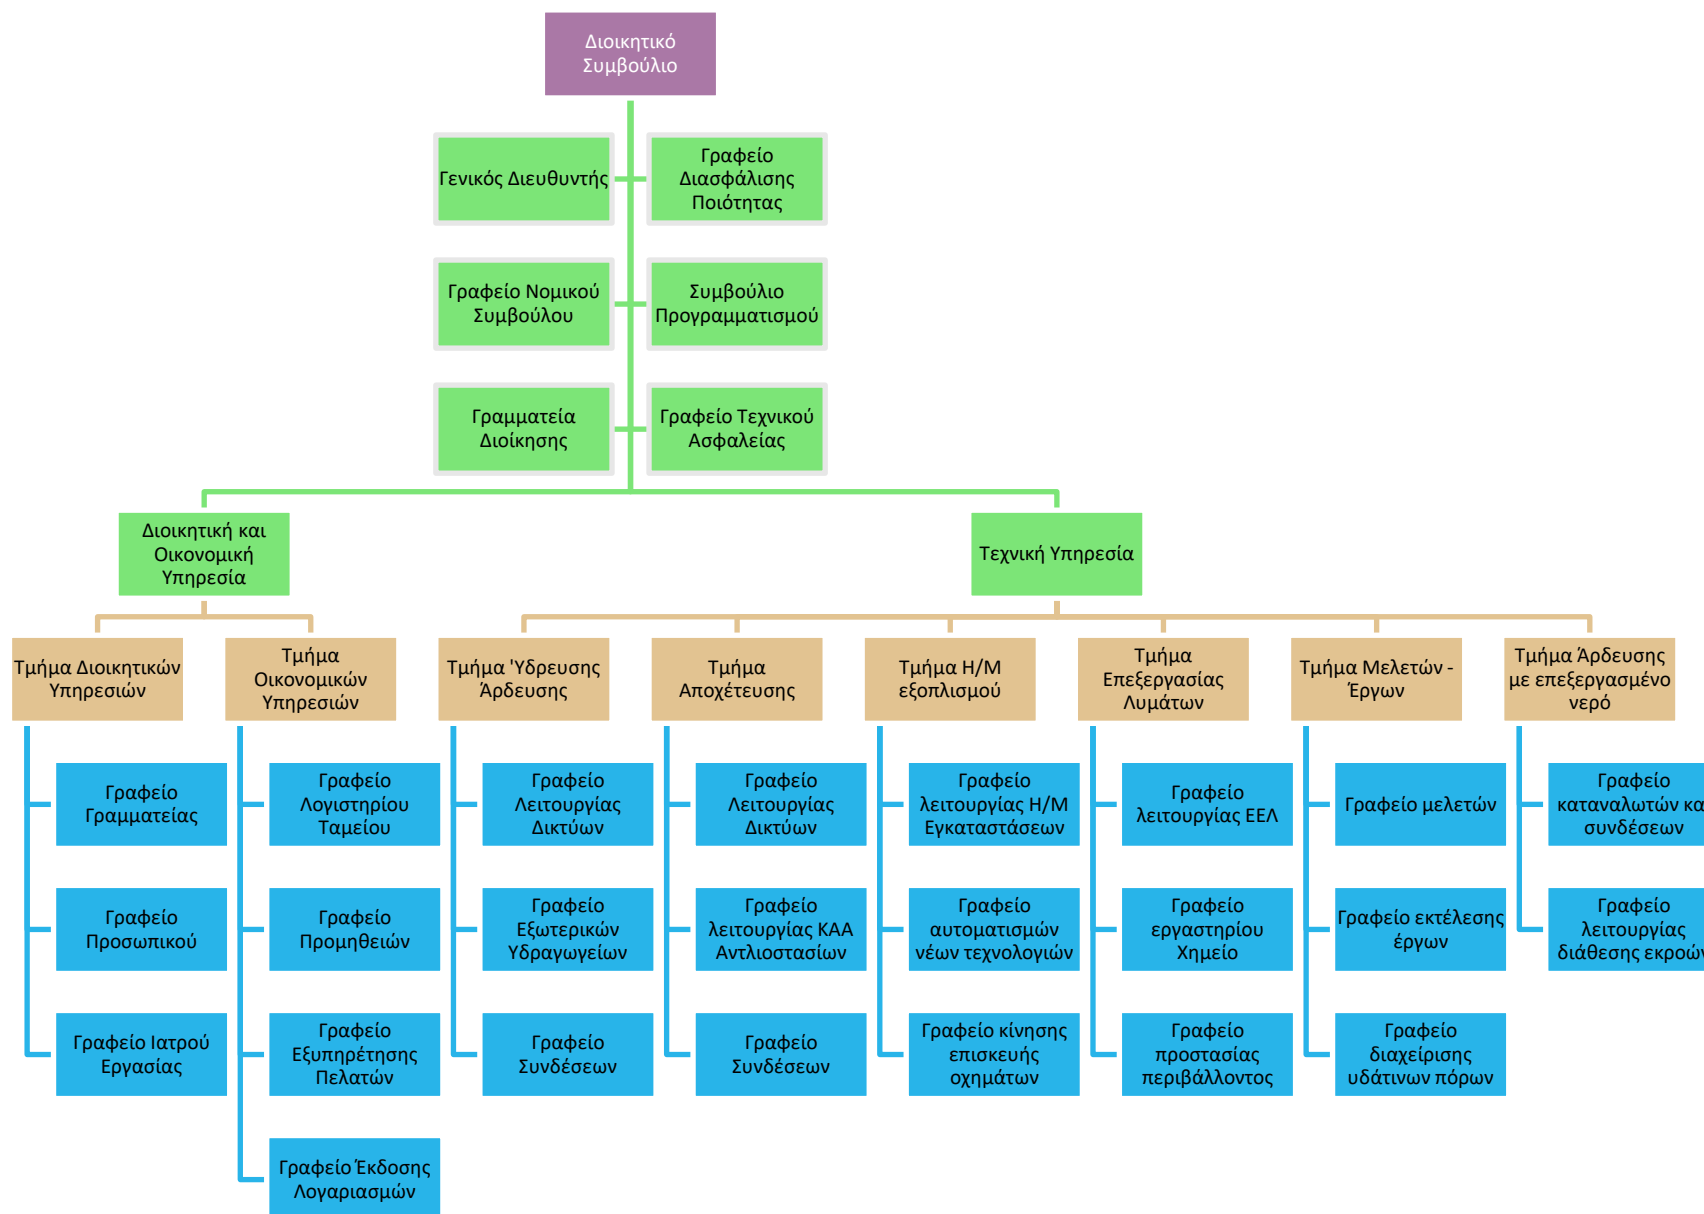 Διοικητικό
Συμβούλιο
Γενικός Διευθυντής
Γραφείο
Διασφάλισης
Ποιότητας
Γραφείο Νομικού
Συμβούλου
Συμβούλιο
Προγραμματισμού
Γραμματεία
Διοίκησης
Γραφείο Τεχνικού
Ασφαλείας
Διοικητική και
Οικονομική
Υπηρεσία
Τεχνική Υπηρεσία
Τμήμα Διοικητικών
Υπηρεσιών
Τμήμα
Οικονομικών
Υπηρεσιών
Τμήμα 'Υδρευσης
Άρδευσης
Τμήμα
Αποχέτευσης
Τμήμα Η/Μ
εξοπλισμού
Τμήμα
Επεξεργασίας
Λυμάτων
Τμήμα Μελετών -
Έργων
Τμήμα Άρδευσης
με επεξεργασμένο
νερό
Γραφείο
Γραμματείας
Γραφείο
Λογιστηρίου
Ταμείου
Γραφείο
Λειτουργίας
Δικτύων
Γραφείο
Λειτουργίας
Δικτύων
Γραφείο
λειτουργίας Η/Μ
Εγκαταστάσεων
Γραφείο
λειτουργίας ΕΕΛ
Γραφείο μελετών
Γραφείο
καταναλωτών κα
συνδέσεων
Γραφείο
Προσωπικού
Γραφείο
Προμηθειών
Γραφείο
Εξωτερικών
Υδραγωγείων
Γραφείο
λειτουργίας ΚΑΑ
Αντλιοστασίων
Γραφείο
αυτοματισμών
νέων τεχνολογιών
Γραφείο
εργαστηρίου
Χημείο
Γραφείο εκτέλεσης
έργων
Γραφείο
λειτουργίας
διάθεσης εκροών
Γραφείο Ιατρού
Εργασίας
Γραφείο
Εξυπηρέτησης
Πελατών
Γραφείο
Συνδέσεων
Γραφείο
Συνδέσεων
Γραφείο κίνησης
επισκευής
οχημάτων
Γραφείο
προστασίας
περιβάλλοντος
Γραφείο
διαχείρισης
υδάτινων πόρων
Γραφείο Έκδοσης
Λογαριασμών